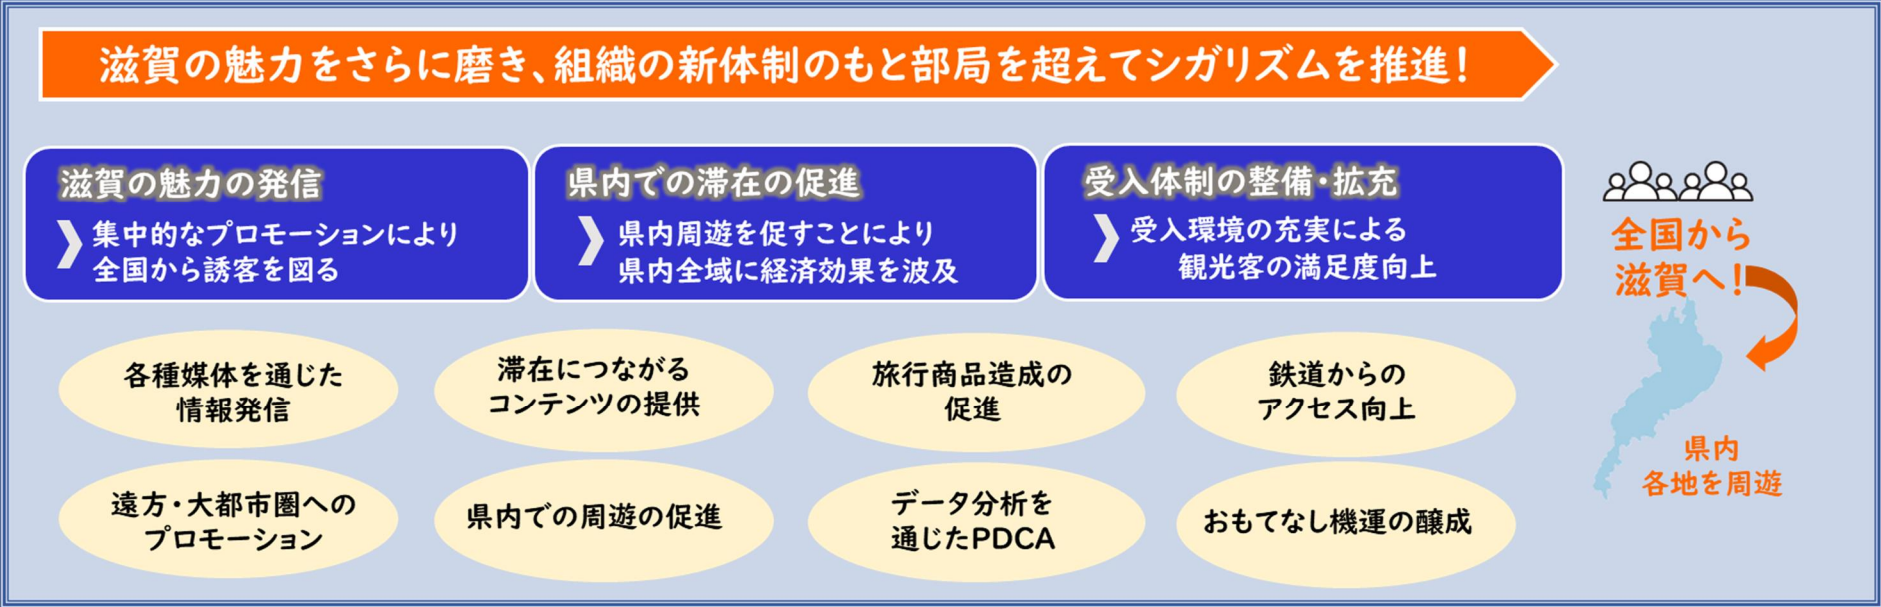 滋賀の魅力をさらに磨き、組織の新体制のもと部局を超えてシガリズムを推進！
滋賀の魅力の発信
集中的なプロモーションにより
全国から誘客を図る
県内での滞在の促進
県内周遊を促すことにより
県内全域に経済効果を波及
受入体制の整備・拡充
受入環境の充実による
観光客の満足度向上
全国から
滋賀へ！
県内
各地を周遊
各種媒体を通じた
情報発信
滞在につながる
コンテンツの提供
旅行商品造成の
促進
鉄道からの
アクセス向上
遠方・大都市圏への
プロモーション
県内での周遊の促進
データ分析を
通じたPDCA
おもてなし機運の醸成